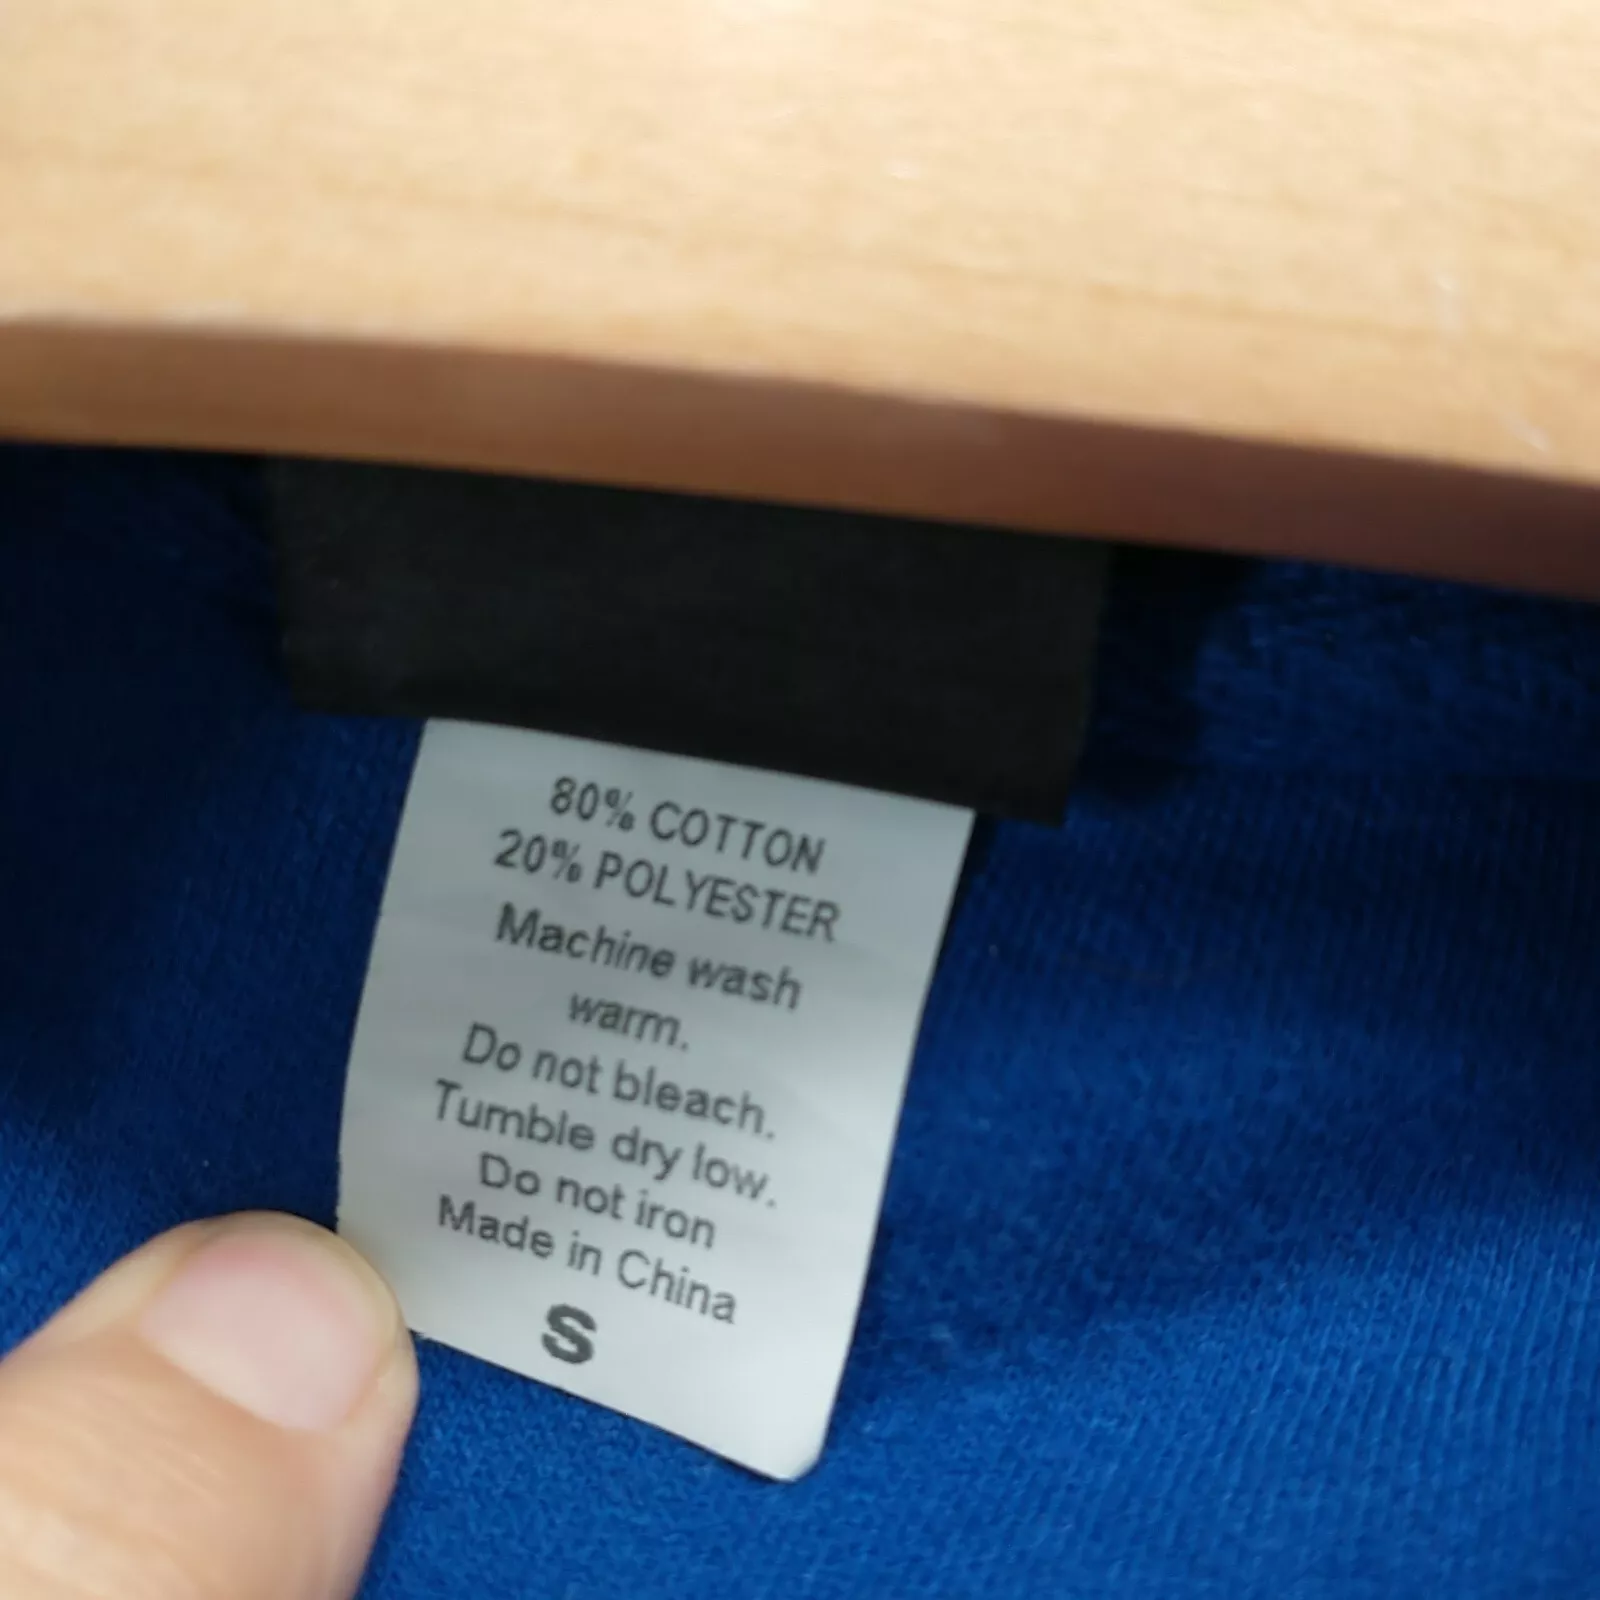 80% COTTON
20% POLYESTER
Machine wash
warm.
Do not bleach.
Tumble dry low.
Do not iron
Made in China
S